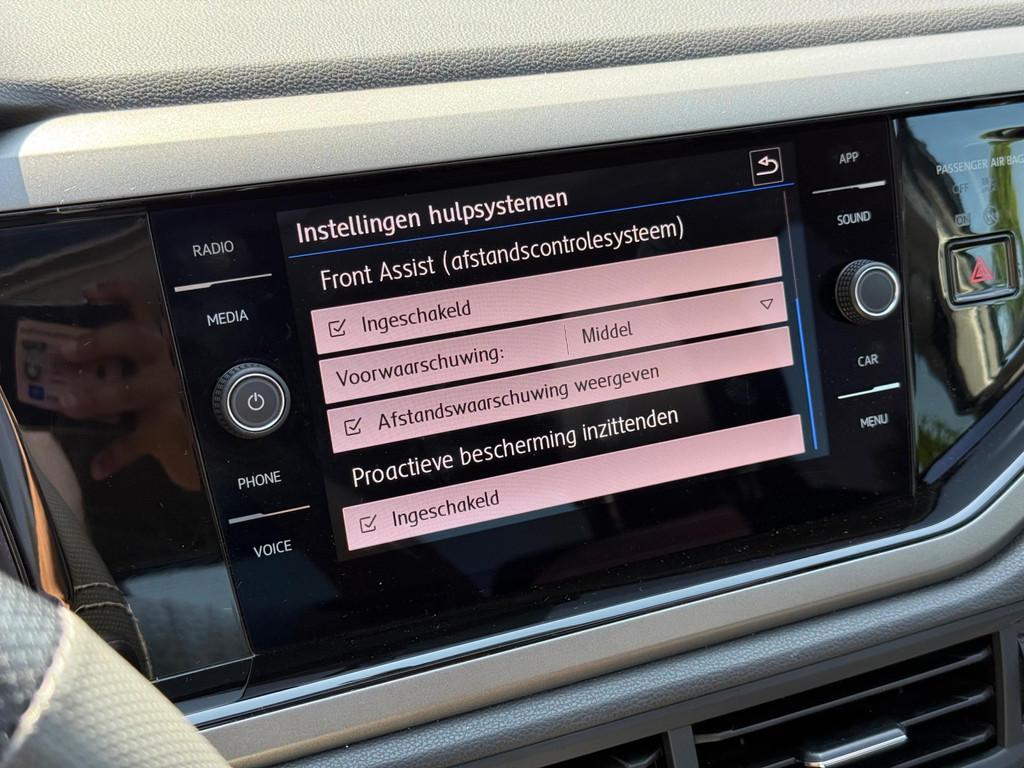 RADIO
MEDIA
PHONE
VOICE
Instellingen hulpsystemen
Front Assist (afstandscontrolesysteem)
Ingeschakeld
Voorwaarschuwing: Middel
Afstandswaarschuwing weergeven
Proactieve bescherming inzittenden
Ingeschakeld
APP
SOUND
CAR
MENU
PASSENGER AIR BAG
OFF
ON